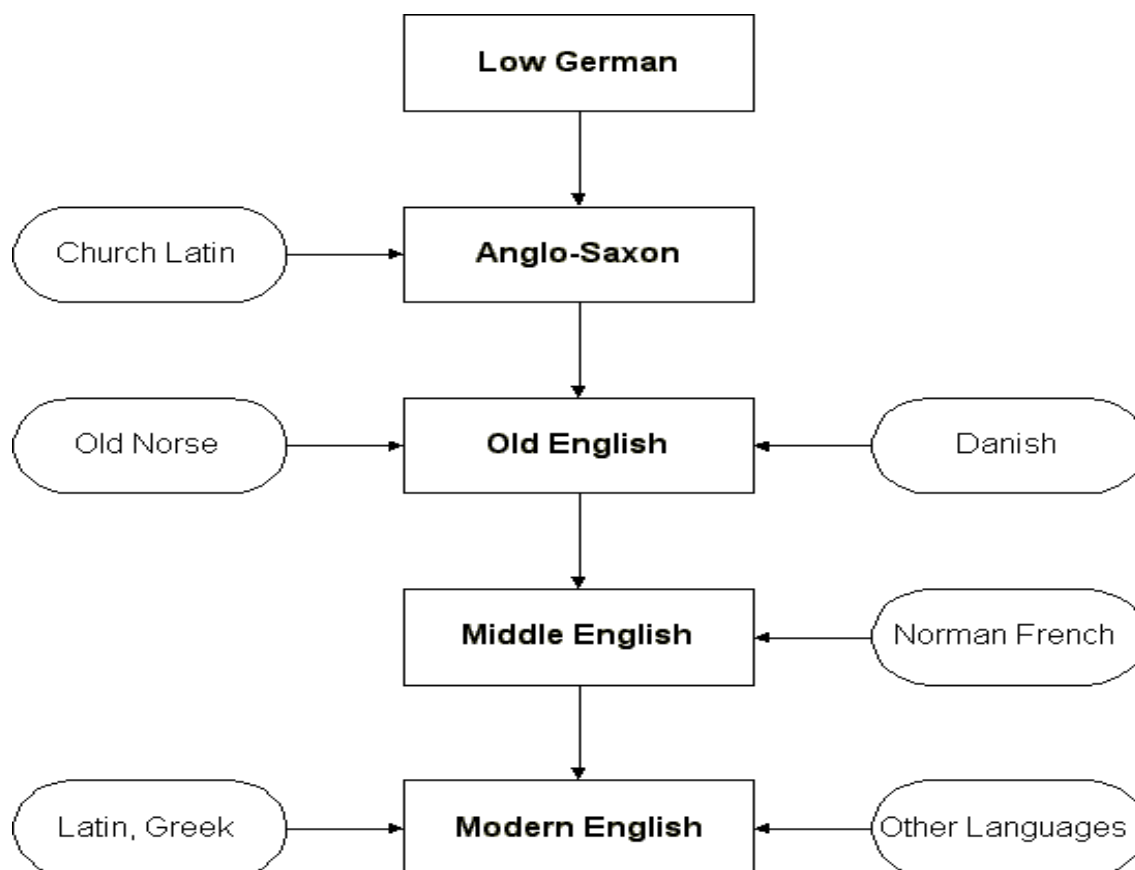 Low German
Church Latin
Anglo-Saxon
Old Norse
Old English
Danish
Middle English
Norman French
Latin, Greek
Modern English
Other Languages